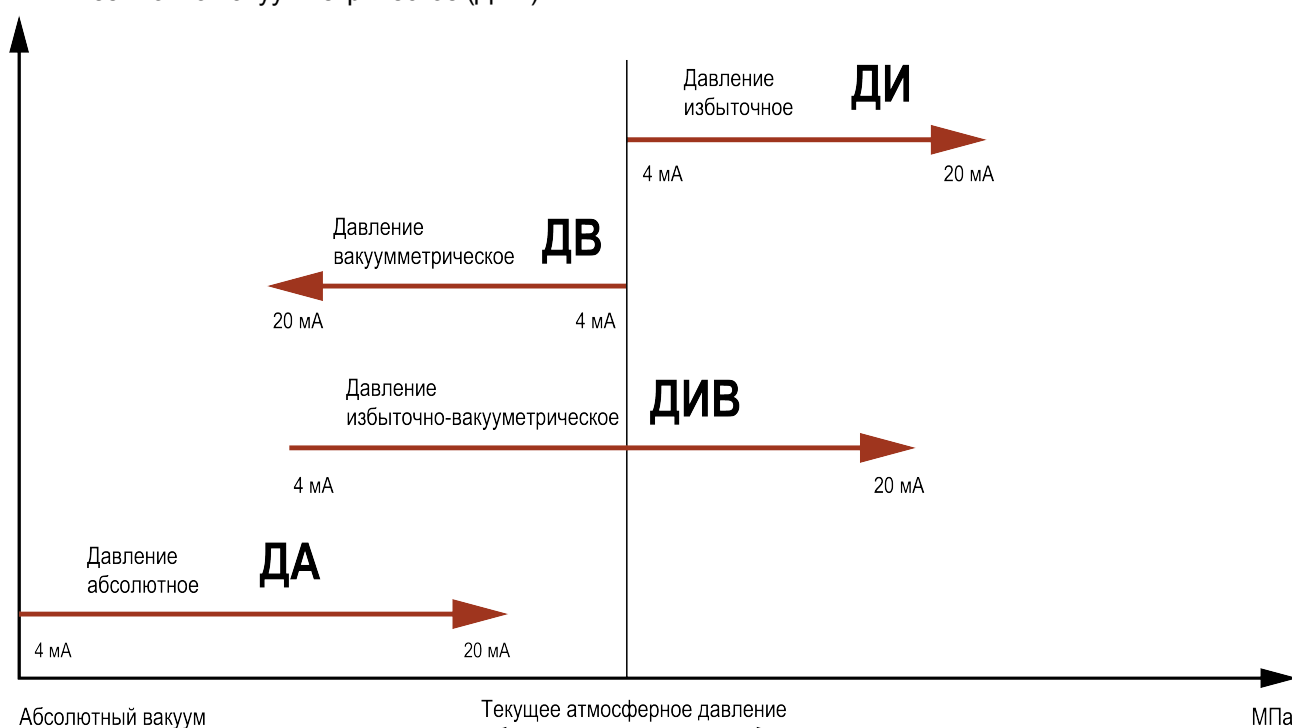 Давление
избыточное
ДИ
4 мА
20 мА
Давление
вакуумметрическое
ДВ
20 мА
4 мА
Давление
избыточно-вакууметрическое
ДИВ
4 мА
20 мА
Давление
абсолютное
ДА
4 мА
20 мА
Абсолютный вакуум
Текущее атмосферное давление
МПа